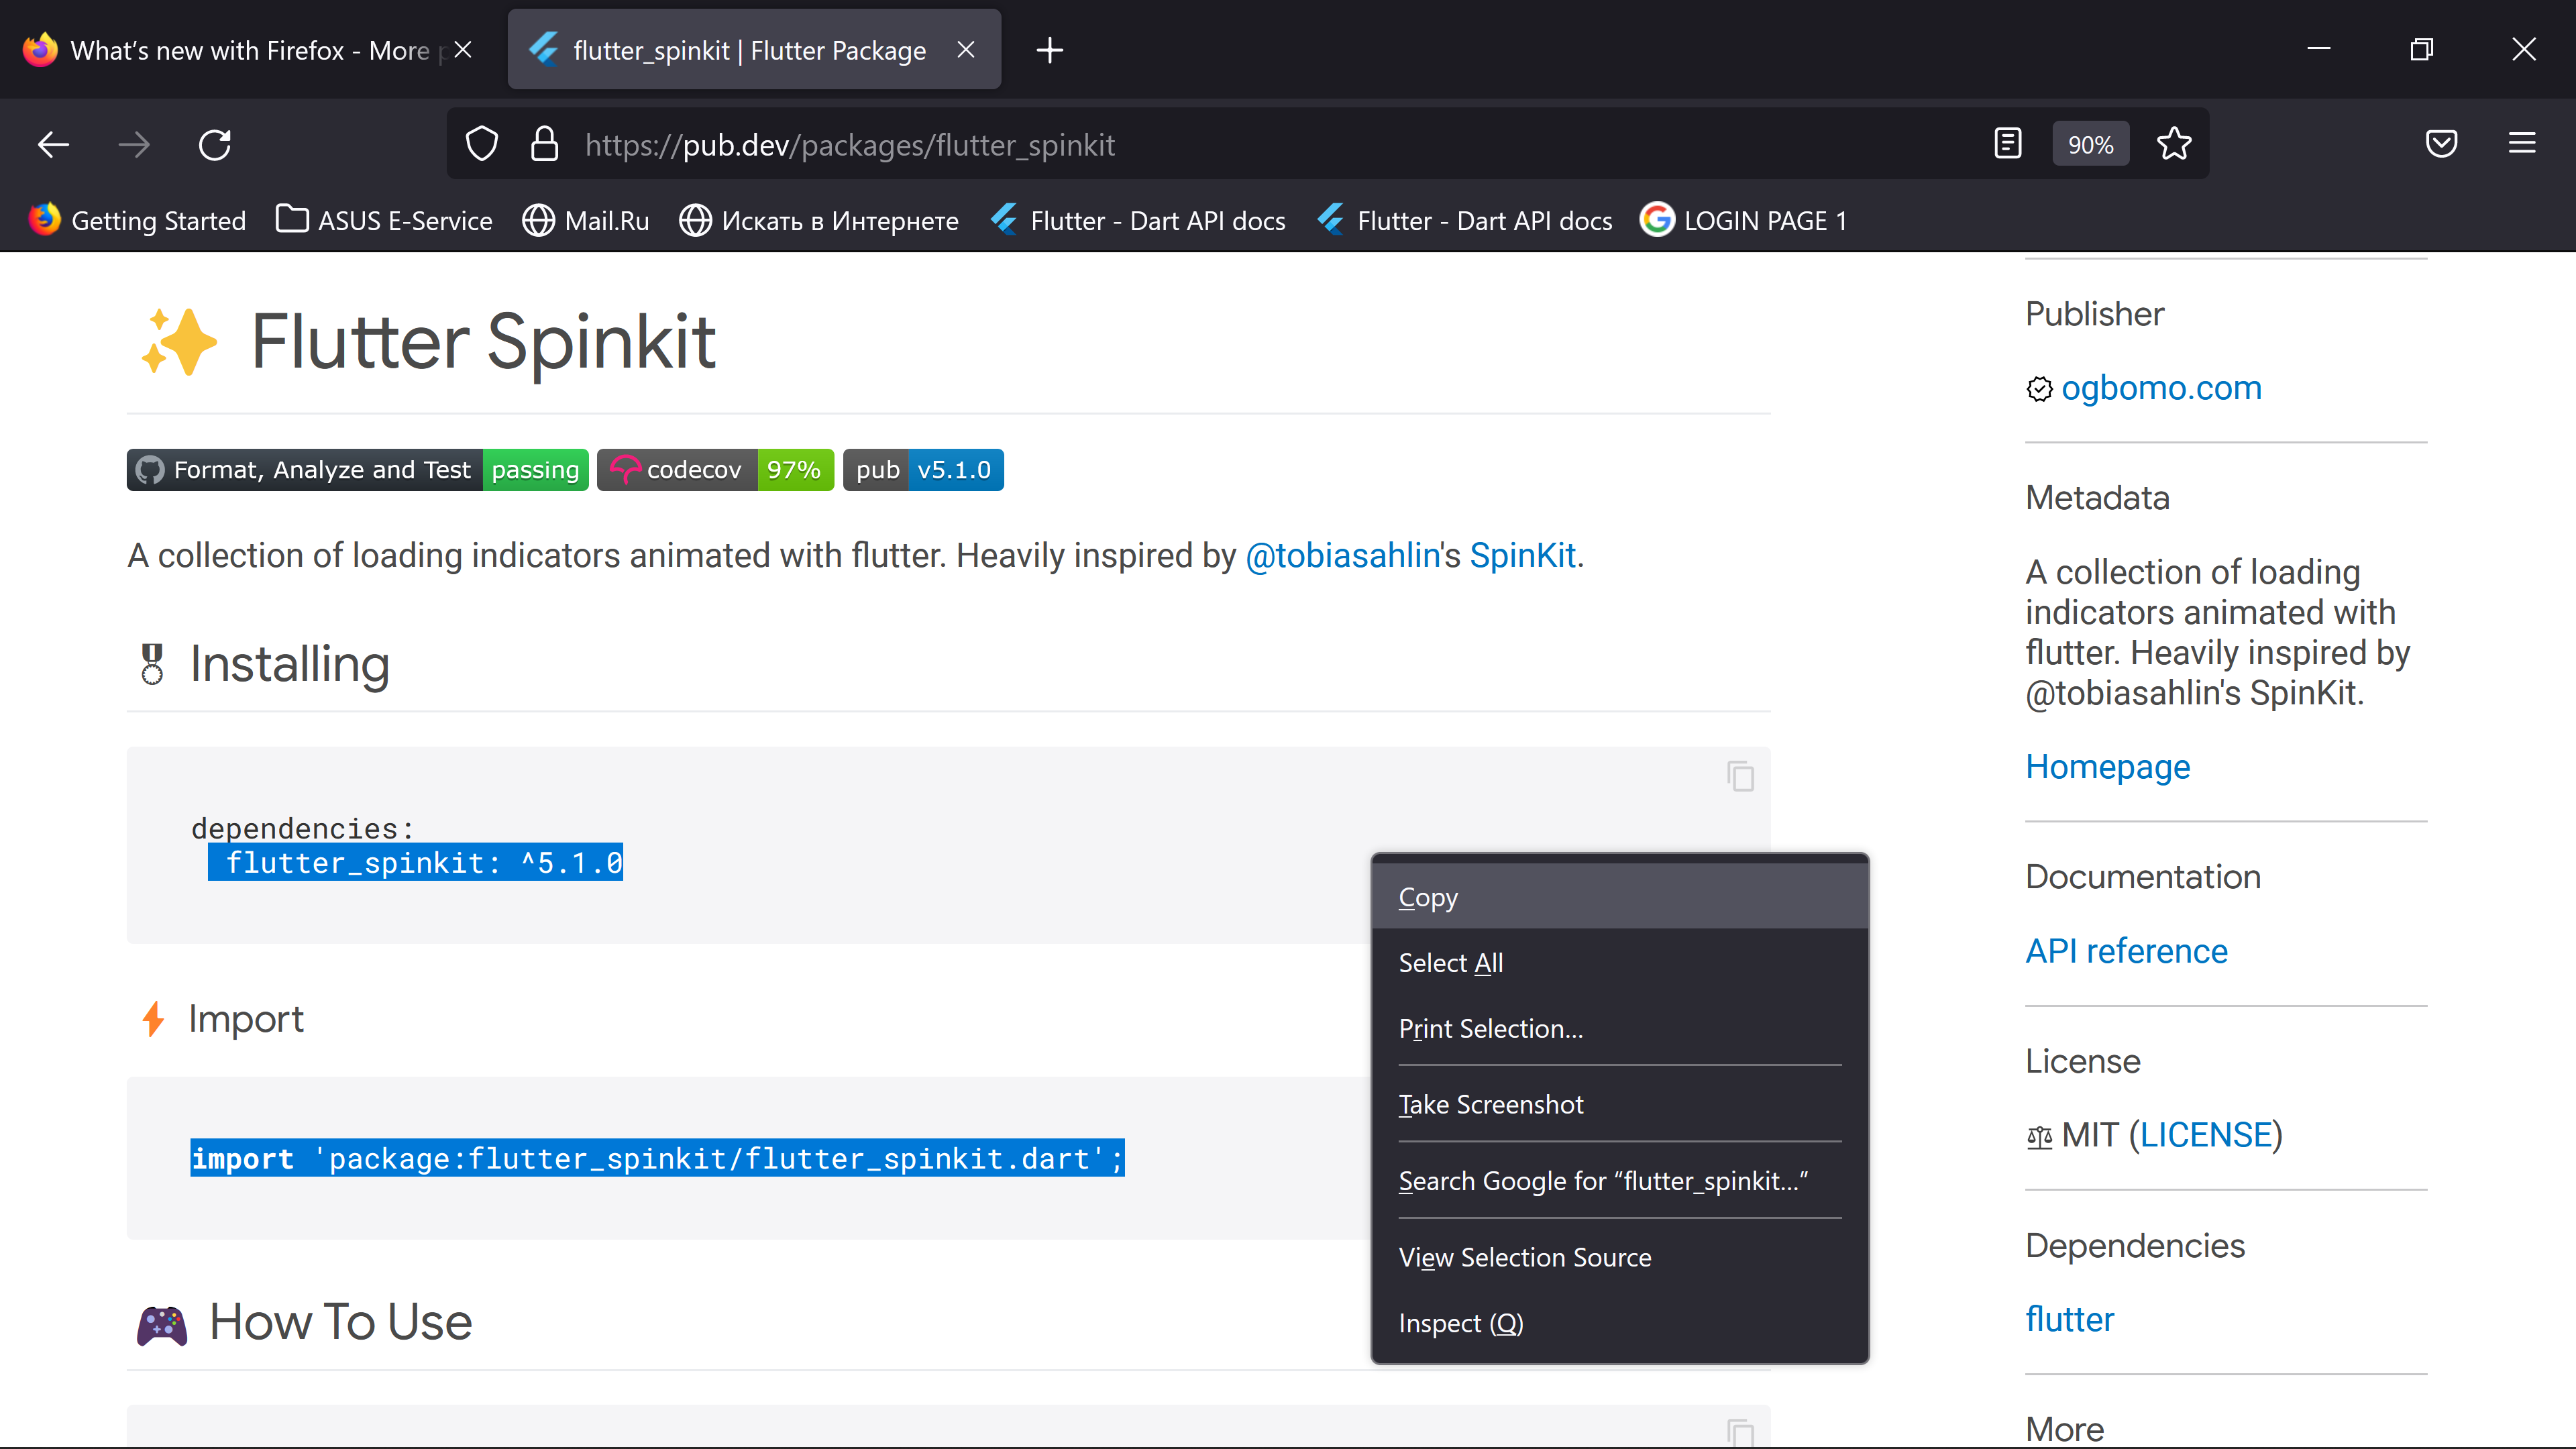 What's new with Firefox - More
flutter_spinkit | Flutter Package
https://pub.dev/packages/flutter_spinkit
90%
Getting Started
ASUS E-Service
Mail.Ru
Искать в Интернете
Flutter - Dart API docs
Flutter - Dart API docs
LOGIN PAGE 1
✨ Flutter Spinkit
Format, Analyze and Test passing
codecov 97%
pub v5.1.0
A collection of loading indicators animated with flutter. Heavily inspired by @tobiasahlin's SpinKit.
🎖 Installing
dependencies:
flutter_spinkit: ^5.1.0
⚡ Import
import 'package:flutter_spinkit/flutter_spinkit.dart';
🎮 How To Use
Copy
Select All
Print Selection...
Take Screenshot
Search Google for “flutter_spinkit...”
View Selection Source
Inspect (Q)
Publisher
ogbomo.com
Metadata
A collection of loading
indicators animated with
flutter. Heavily inspired by
@tobiasahlin's SpinKit.
Homepage
Documentation
API reference
License
MIT (LICENSE)
Dependencies
flutter
More